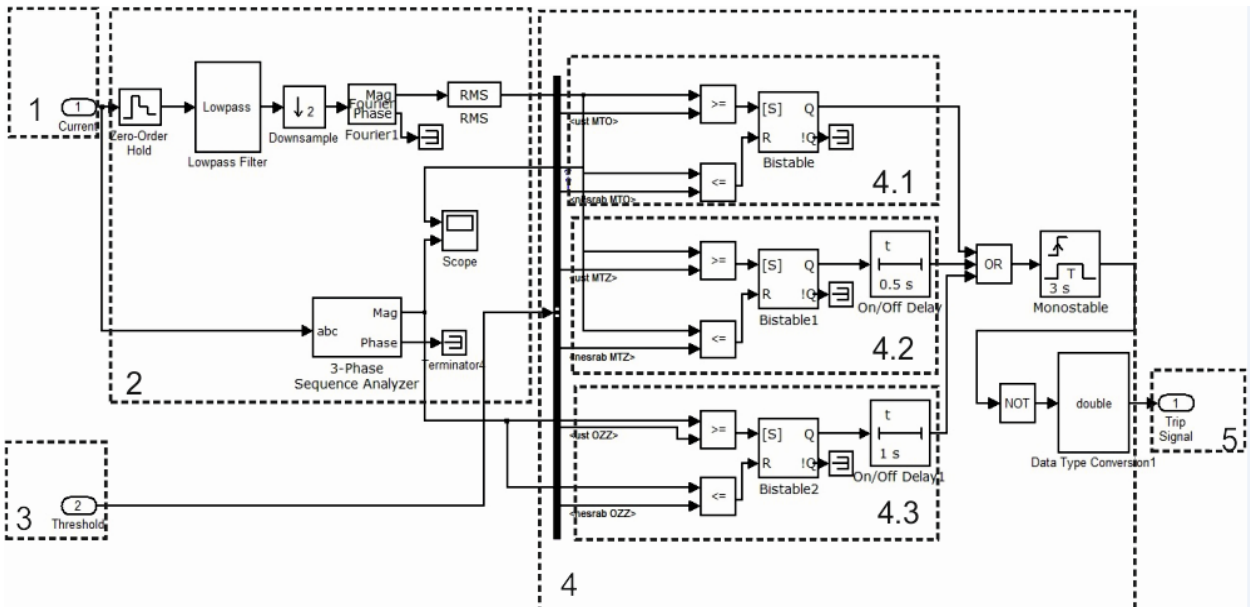 1
1
Current
Zero-Order
Hold
Lowpass
Lowpass Filter
2
Downsample
Mag
Fourier
Phase
Fourier1
RMS
RMS
Scope
abc
Mag
Phase
3-Phase
Sequence Analyzer
Terminator4
2
3
2
Threshold
<ust MTO>
<nesrab MTO>
>=
<=
[S]
R
Q
!Q
Bistable
4.1
<ust MTZ>
<nesrab MTZ>
>=
<=
[S]
R
Q
!Q
Bistable1
t
0.5 s
On/Off Delay
4.2
<ust OZZ>
<nesrab OZZ>
>=
<=
[S]
R
Q
!Q
Bistable2
t
1 s
On/Off Delay1
4.3
OR
T
3 s
Monostable
NOT
double
Data Type Conversion1
1
Trip
Signal
5
4